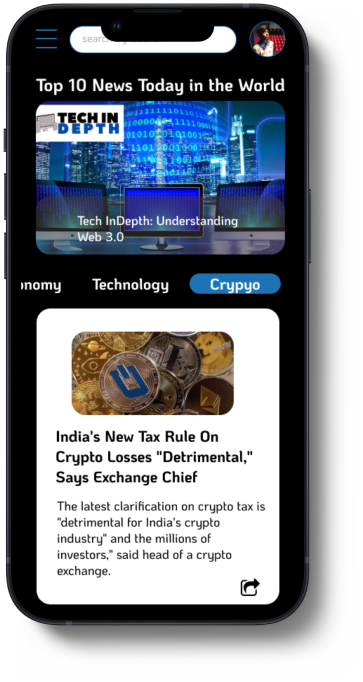 search
Top 10 News Today in the World
TECH IN
DEPTH
Tech InDepth: Understanding
Web 3.0
onomy Technology Crypyo
India's New Tax Rule On
Crypto Losses "Detrimental,"
Says Exchange Chief
The latest clarification on crypto tax is
"detrimental for India's crypto
industry" and the millions of
investors," said head of a crypto
exchange.